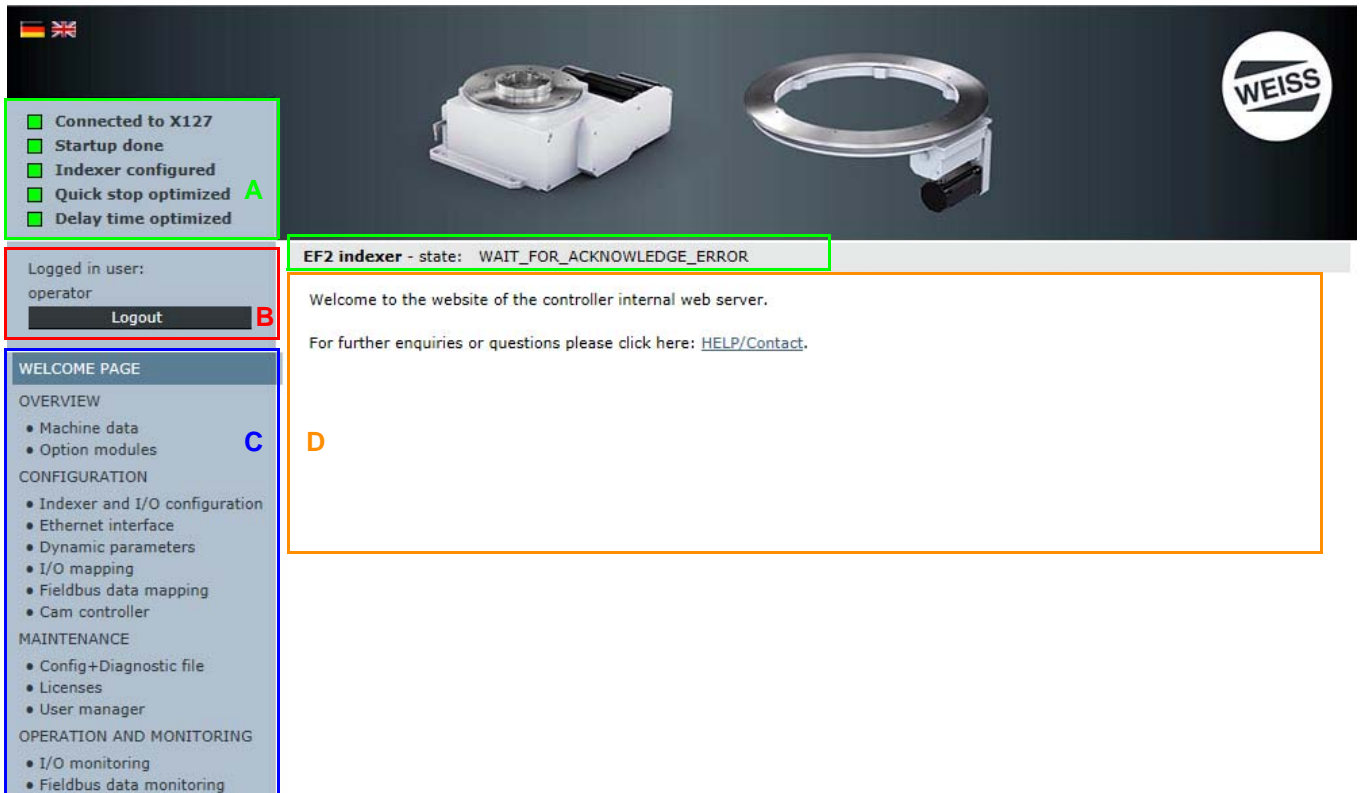 WEISS
Connected to X127
Startup done
Indexer configured
Quick stop optimized
Delay time optimized
A
Logged in user:
operator
Logout
B
WELCOME PAGE
OVERVIEW
• Machine data
• Option modules
C
CONFIGURATION
• Indexer and I/O configuration
• Ethernet interface
• Dynamic parameters
• I/O mapping
• Fieldbus data mapping
• Cam controller
MAINTENANCE
• Config+Diagnostic file
• Licenses
• User manager
OPERATION AND MONITORING
• I/O monitoring
• Fieldbus data monitoring
EF2 indexer - state: WAIT_FOR_ACKNOWLEDGE_ERROR
Welcome to the website of the controller internal web server.
For further enquiries or questions please click here: HELP/Contact.
D